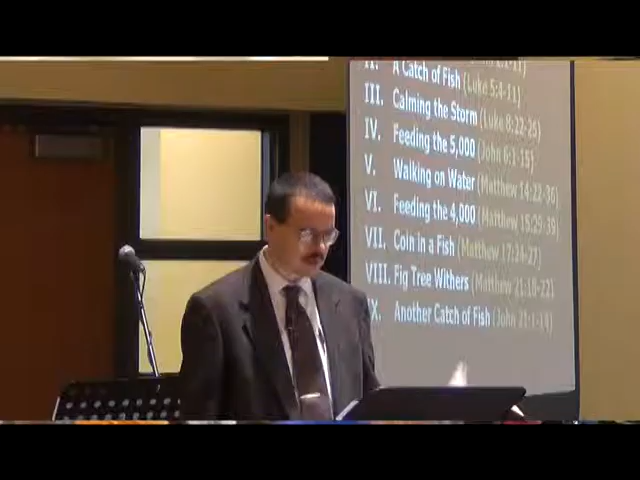 II. A Catch of Fish (Luke 5:4-11)
III. Calming the Storm (Luke 8:22-25)
IV. Feeding the 5,000 (John 6:1-15)
V. Walking on Water (Matthew 14:22-36)
VI. Feeding the 4,000 (Matthew 15:29-39)
VII. Coin in a Fish (Matthew 17:24-27)
VIII. Fig Tree Withers (Matthew 21:18-22)
IX. Another Catch of Fish (John 21:1-14)